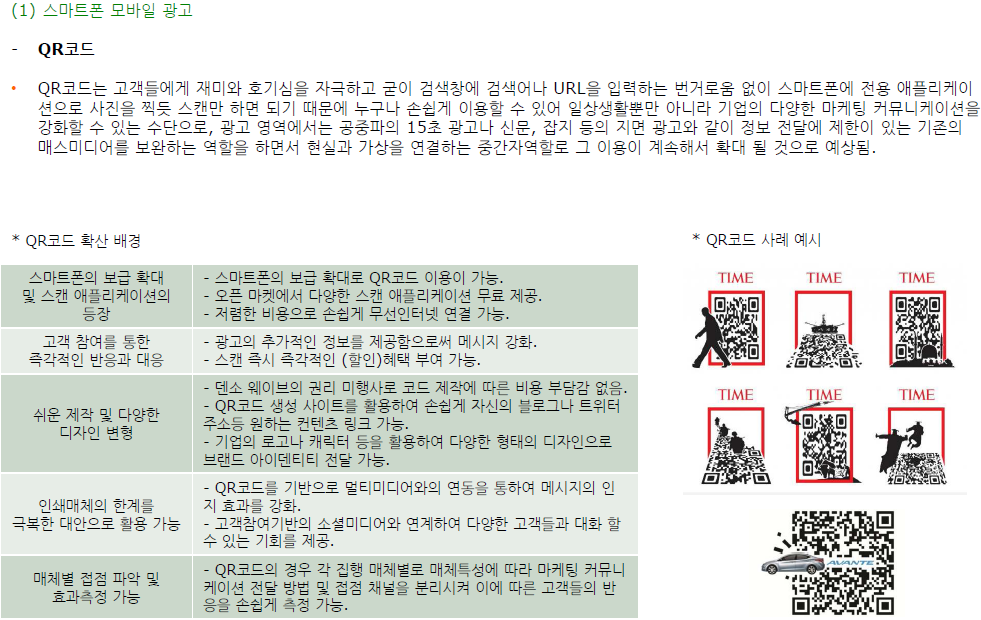 (1) 스마트폰 모바일 광고
- QR코드
• QR코드는 고객들에게 재미와 호기심을 자극하고 굳이 검색창에 검색어나 URL을 입력하는 번거로움 없이 스마트폰에 전용 애플리케이
션으로 사진을 찍듯 스캔만 하면 되기 때문에 누구나 손쉽게 이용할 수 있어 일상생활뿐만 아니라 기업의 다양한 마케팅 커뮤니케이션을
강화할 수 있는 수단으로, 광고 영역에서는 공중파의 15초 광고나 신문, 잡지 등의 지면 광고와 같이 정보 전달에 제한이 있는 기존의
매스미디어를 보완하는 역할을 하면서 현실과 가상을 연결하는 중간자역할로 그 이용이 계속해서 확대 될 것으로 예상됨.
* QR코드 확산 배경
스마트폰의 보급 확대
및 스캔 애플리케이션의
등장
- 스마트폰의 보급 확대로 QR코드 이용이 가능.
- 오픈 마켓에서 다양한 스캔 애플리케이션 무료 제공.
- 저렴한 비용으로 손쉽게 무선인터넷 연결 가능.
고객 참여를 통한
즉각적인 반응과 대응
- 광고의 추가적인 정보를 제공함으로써 메시지 강화.
- 스캔 즉시 즉각적인 (할인)혜택 부여 가능.
쉬운 제작 및 다양한
디자인 변형
- 덴소 웨이브의 권리 미행사로 코드 제작에 따른 비용 부담감 없음.
- QR코드 생성 사이트를 활용하여 손쉽게 자신의 블로그나 트위터
주소등 원하는 컨텐츠 링크 가능.
- 기업의 로고나 캐릭터 등을 활용하여 다양한 형태의 디자인으로
브랜드 아이덴티티 전달 가능.
인쇄매체의 한계를
극복한 대안으로 활용 가능
- QR코드를 기반으로 멀티미디어와의 연동을 통하여 메시지의 인
지 효과를 강화.
- 고객참여기반의 소셜미디어와 연계하여 다양한 고객들과 대화 할
수 있는 기회를 제공.
매체별 접점 파악 및
효과측정 가능
- QR코드의 경우 각 집행 매체별로 매체특성에 따라 마케팅 커뮤니
케이션 전달 방법 및 접점 채널을 분리시켜 이에 따른 고객들의 반
응을 손쉽게 측정 가능.
* QR코드 사례 예시
TIME TIME TIME
TIME TIME TIME
AVANTE